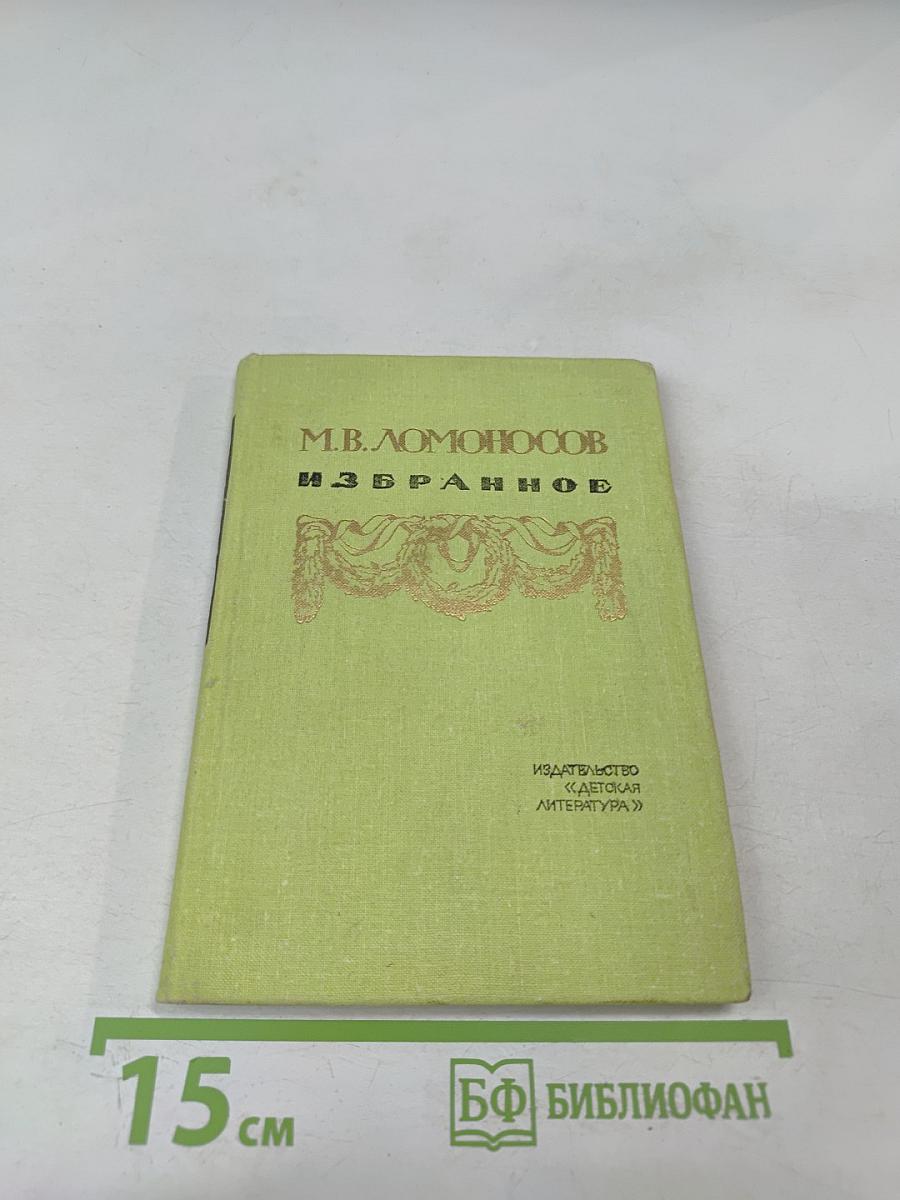 М.В. ЛОМОНОСОВ
ИЗБРАННОЕ
ИЗДАТЕЛЬСТВО
«ДЕТСКАЯ
ЛИТЕРАТУРА»
15 см
БФ БИБЛИОФАН